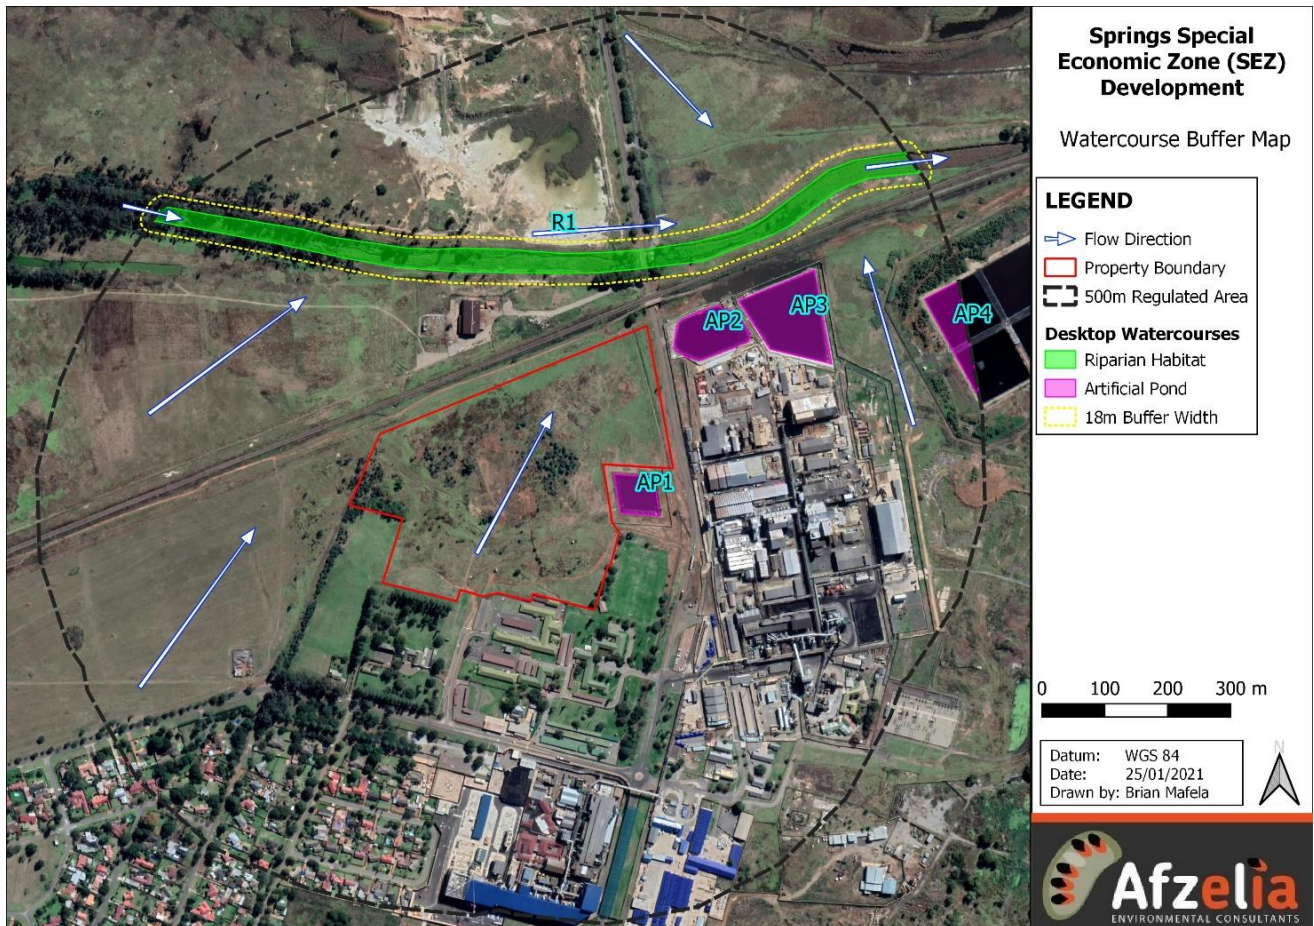 Springs Special
Economic Zone (SEZ)
Development
Watercourse Buffer Map
LEGEND
Flow Direction
Property Boundary
500m Regulated Area
Desktop Watercourses
Riparian Habitat
Artificial Pond
18m Buffer Width
R1
AP2
AP3
AP4
AP1
0 100 200 300 m
Datum: WGS 84
Date: 25/01/2021
Drawn by: Brian Mafela
N
Afzelia
ENVIRONMENTAL CONSULTANTS